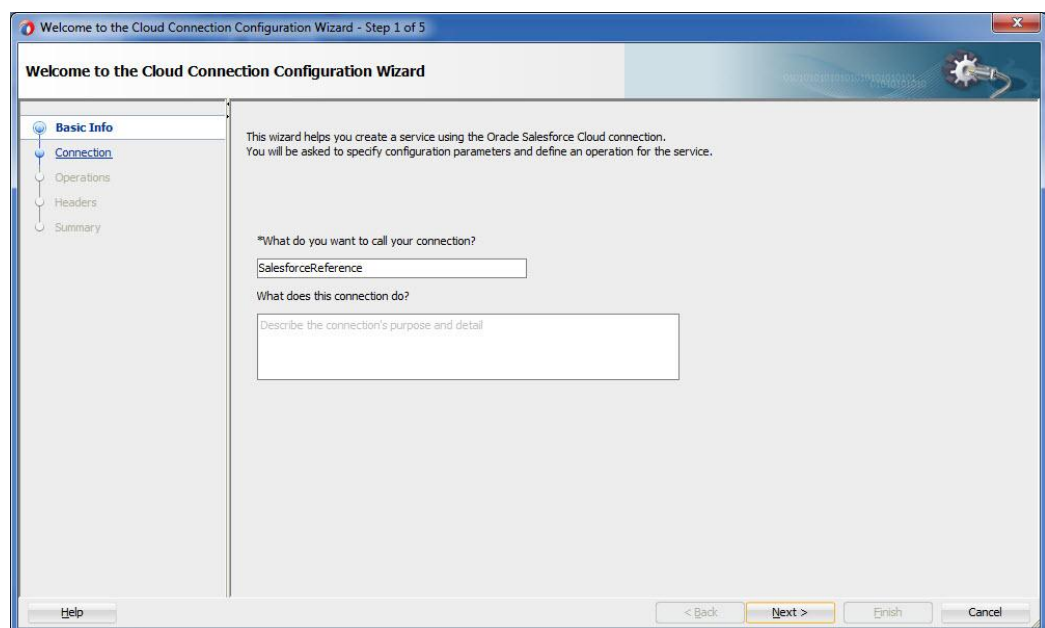 Welcome to the Cloud Connection Configuration Wizard - Step 1 of 5
Welcome to the Cloud Connection Configuration Wizard
Basic Info
Connection
Operations
Headers
Summary
This wizard helps you create a service using the Oracle Salesforce Cloud connection.
You will be asked to specify configuration parameters and define an operation for the service.
*What do you want to call your connection?
SalesforceReference
What does this connection do?
Describe the connection's purpose and detail
Help
< Back
Next >
Finish
Cancel